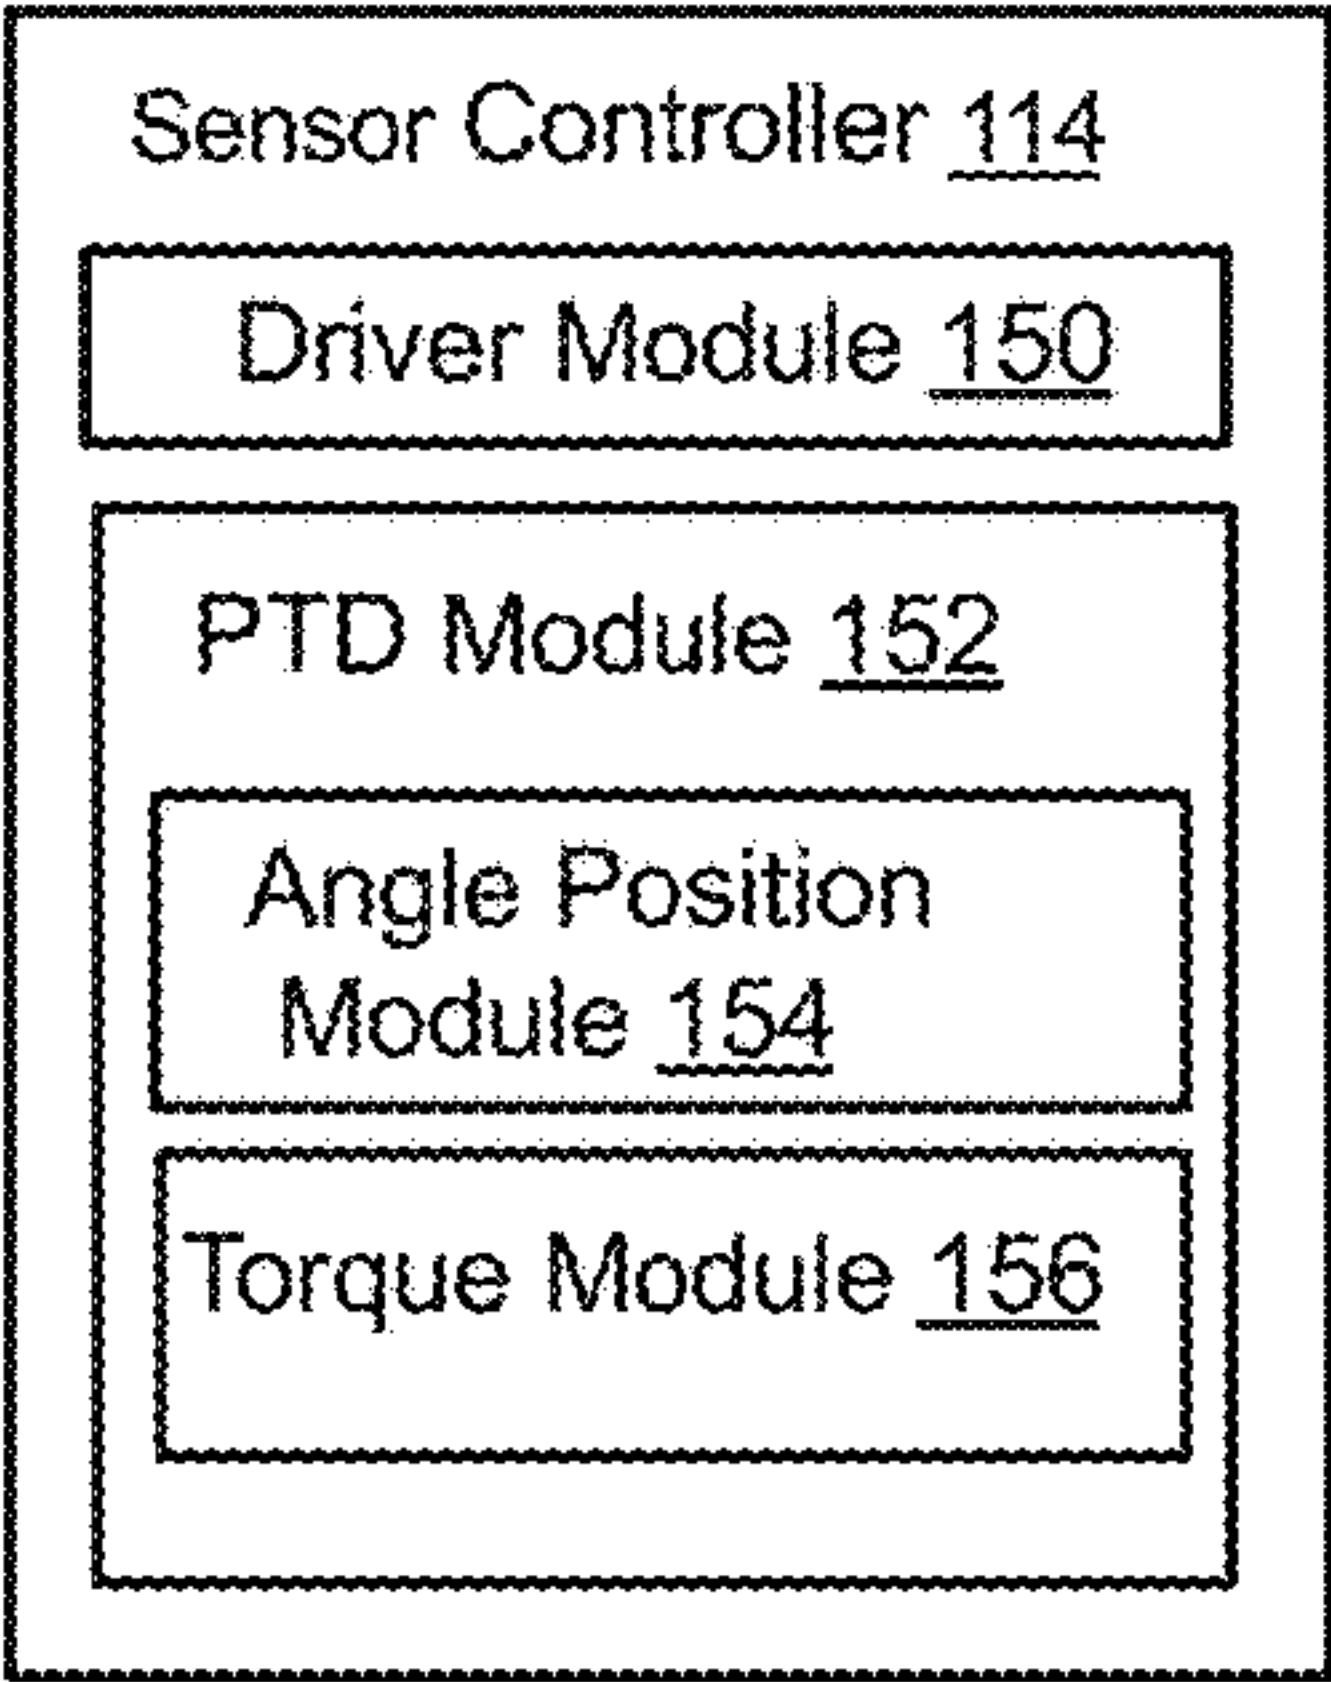 Sensor Controller 114
Driver Module 150
PTD Module 152
Angle Position
Module 154
Torque Module 156